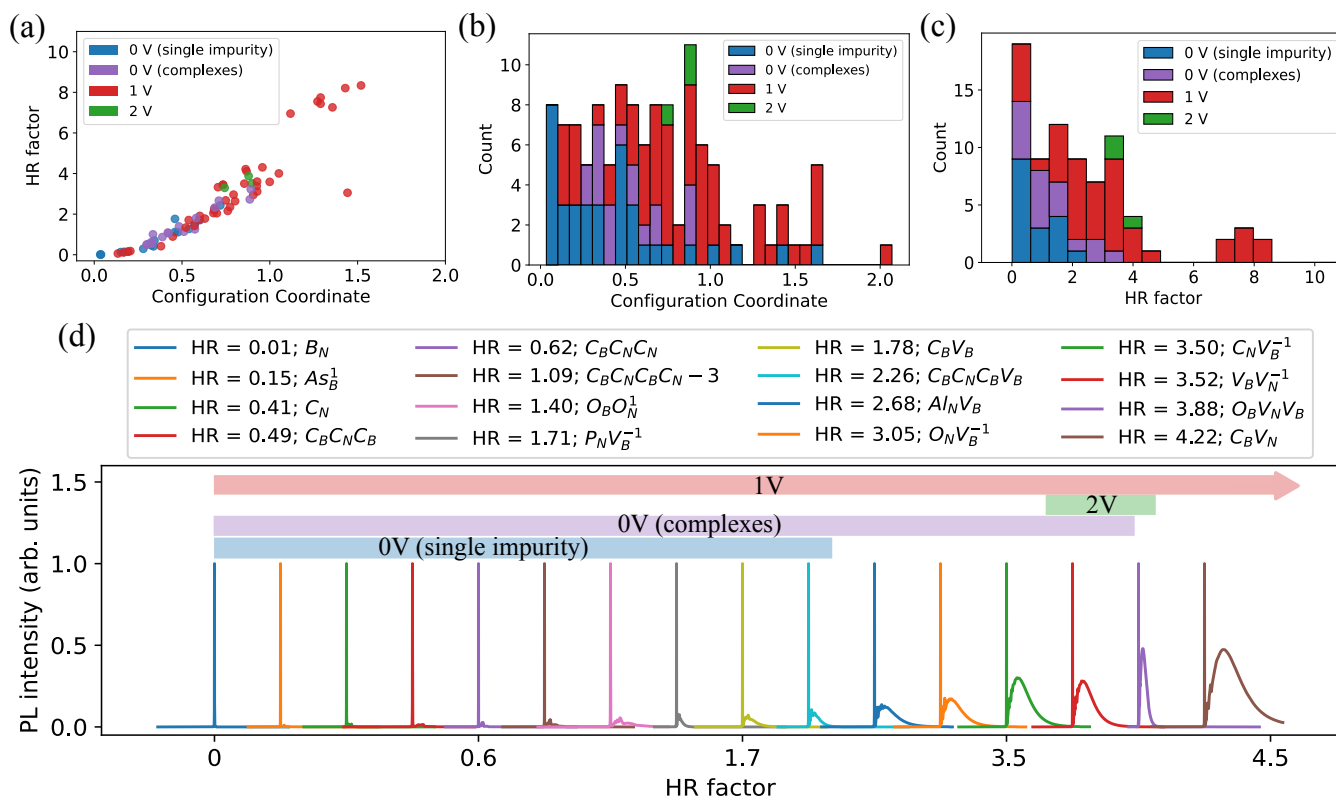 (a)
HR factor
10
8
6
4
2
0
0 V (single impurity)
0 V (complexes)
1 V
2 V
0.0 0.5 1.0 1.5 2.0
Configuration Coordinate
(b)
Count
10
8
6
4
2
0
0 V (single impurity)
0 V (complexes)
1 V
2 V
0.0 0.5 1.0 1.5 2.0
Configuration Coordinate
(c)
Count
15
10
5
0
0 V (single impurity)
0 V (complexes)
1 V
2 V
0 2 4 6 8 10
HR factor
(d)
HR = 0.01; $B_N$
HR = 0.15; $As_B^1$
HR = 0.41; $C_N$
HR = 0.49; $C_BC_NC_B$
HR = 0.62; $C_BC_NC_N$
HR = 1.09; $C_BC_NC_BC_N-3$
HR = 1.40; $O_BO_N^1$
HR = 1.71; $P_NV_B^{-1}$
HR = 1.78; $C_BV_B$
HR = 2.26; $C_BC_NC_BV_B$
HR = 2.68; $Al_NV_B$
HR = 3.05; $O_NV_B^{-1}$
HR = 3.50; $C_NV_B^{-1}$
HR = 3.52; $V_BV_N^{-1}$
HR = 3.88; $O_BV_NV_B$
HR = 4.22; $C_BV_N$
PL intensity (arb. units)
1.5
1.0
0.5
0.0
1V
2V
0V (complexes)
0V (single impurity)
0 0.6 1.7 3.5 4.5
HR factor